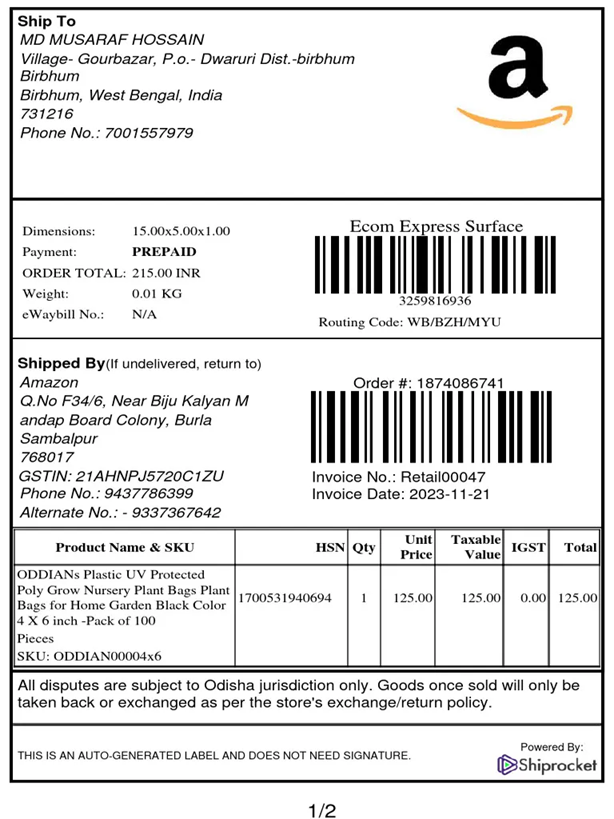 Ship To
MD MUSARAF HOSSAIN
Village- Gourbazar, P.o.- Dwaruri Dist.-birbhum
Birbhum
Birbhum, West Bengal, India
731216
Phone No.: 7001557979
a
Dimensions: 15.00x5.00x1.00
Payment: PREPAID
ORDER TOTAL: 215.00 INR
Weight: 0.01 KG
eWaybill No.: N/A
Ecom Express Surface
3259816936
Routing Code: WB/BZH/MYU
Shipped By(If undelivered, return to)
Amazon
Q.No F34/6, Near Biju Kalyan M
andap Board Colony, Burla
Sambalpur
768017
GSTIN: 21AHNPJ5720C1ZU
Phone No.: 9437786399
Alternate No.: - 9337367642
Order #: 1874086741
Invoice No.: Retail00047
Invoice Date: 2023-11-21
Product Name & SKU HSN Qty Unit Price Taxable Value IGST Total
ODDIANs Plastic UV Protected
Poly Grow Nursery Plant Bags Plant
Bags for Home Garden Black Color
4 X 6 inch -Pack of 100
Pieces
SKU: ODDIAN00004x6
1700531940694 1 125.00 125.00 0.00 125.00
All disputes are subject to Odisha jurisdiction only. Goods once sold will only be
taken back or exchanged as per the store's exchange/return policy.
THIS IS AN AUTO-GENERATED LABEL AND DOES NOT NEED SIGNATURE.
Powered By:
Shiprocket
1/2